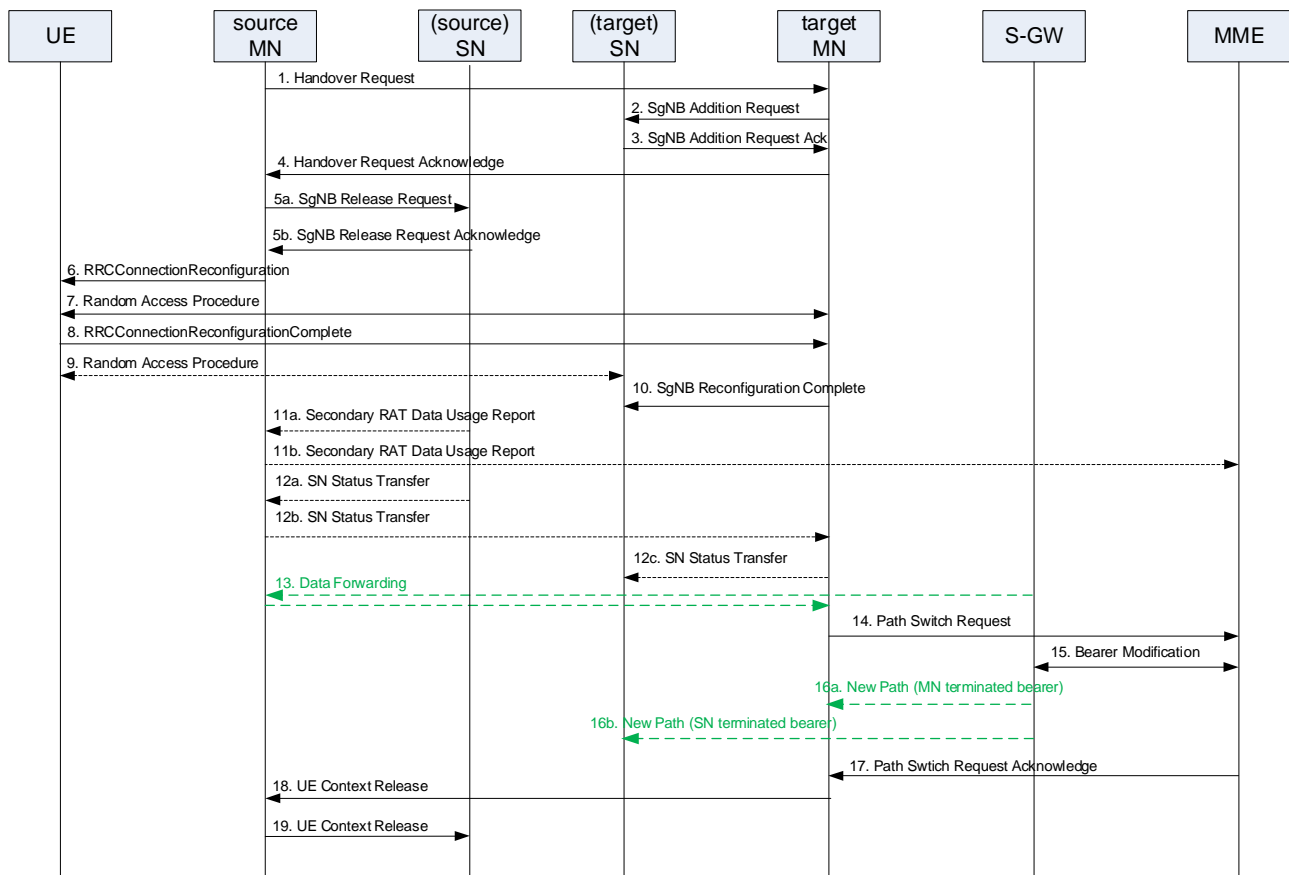 UE
source
MN
(source)
SN
(target)
SN
target
MN
S-GW
MME
1. Handover Request
2. SgNB Addition Request
3. SgNB Addition Request Ack
4. Handover Request Acknowledge
5a. SgNB Release Request
5b. SgNB Release Request Acknowledge
6. RRCConnectionReconfiguration
7. Random Access Procedure
8. RRCConnectionReconfigurationComplete
9. Random Access Procedure
10. SgNB Reconfiguration Complete
11a. Secondary RAT Data Usage Report
11b. Secondary RAT Data Usage Report
12a. SN Status Transfer
12b. SN Status Transfer
12c. SN Status Transfer
13. Data Forwarding
14. Path Switch Request
15. Bearer Modification
16a. New Path (MN terminated bearer)
16b. New Path (SN terminated bearer)
17. Path Swtich Request Acknowledge
18. UE Context Release
19. UE Context Release